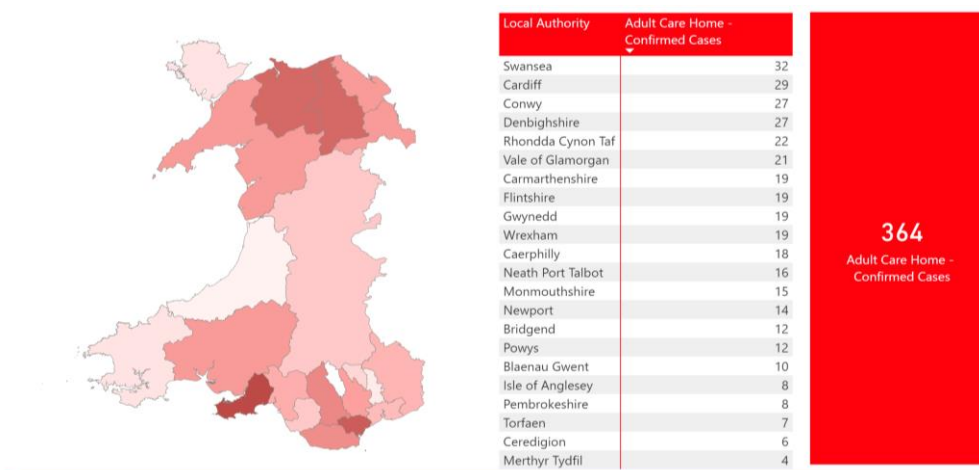 Local Authority Adult Care Home -
Confirmed Cases
Swansea 32
Cardiff 29
Conwy 27
Denbighshire 27
Rhondda Cynon Taf 22
Vale of Glamorgan 21
Carmarthenshire 19
Flintshire 19
Gwynedd 19
Wrexham 19
Caerphilly 18
Neath Port Talbot 16
Monmouthshire 15
Newport 14
Bridgend 12
Powys 12
Blaenau Gwent 10
Isle of Anglesey 8
Pembrokeshire 8
Torfaen 7
Ceredigion 6
Merthyr Tydfil 4
364
Adult Care Home -
Confirmed Cases